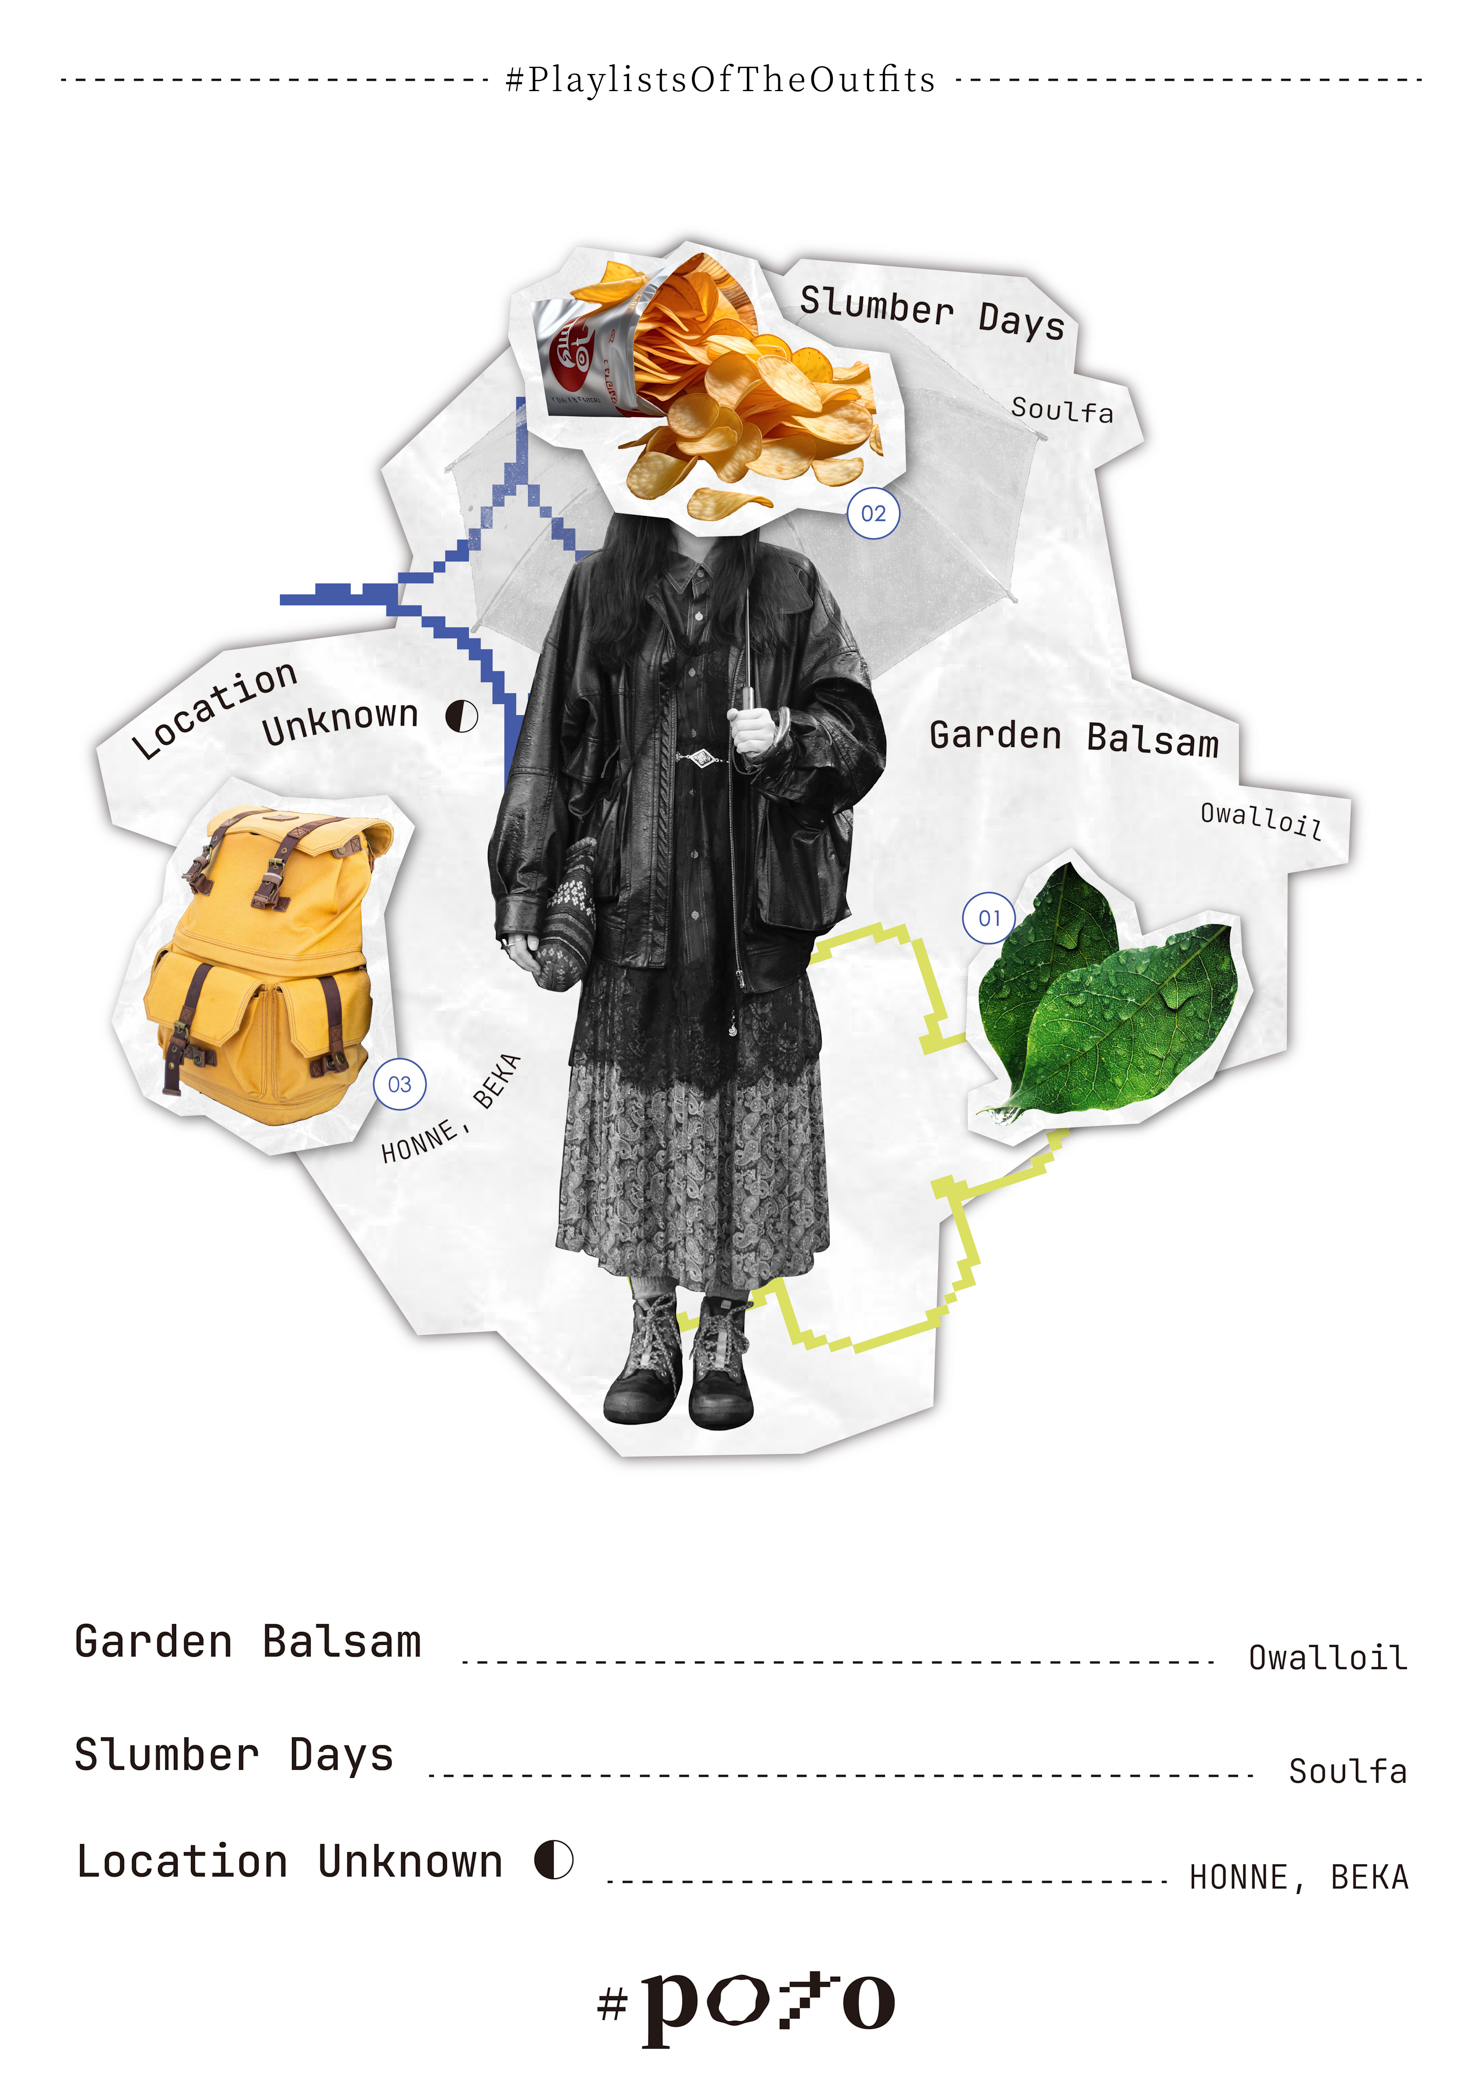 #PlaylistsOfTheOutfits
Slumber Days
Soulfa
02
Location
Unknown
Garden Balsam
Owalloil
01
03
HONNE, BEKA
Garden Balsam Owalloil
Slumber Days Soulfa
Location Unknown HONNE, BEKA
#poto